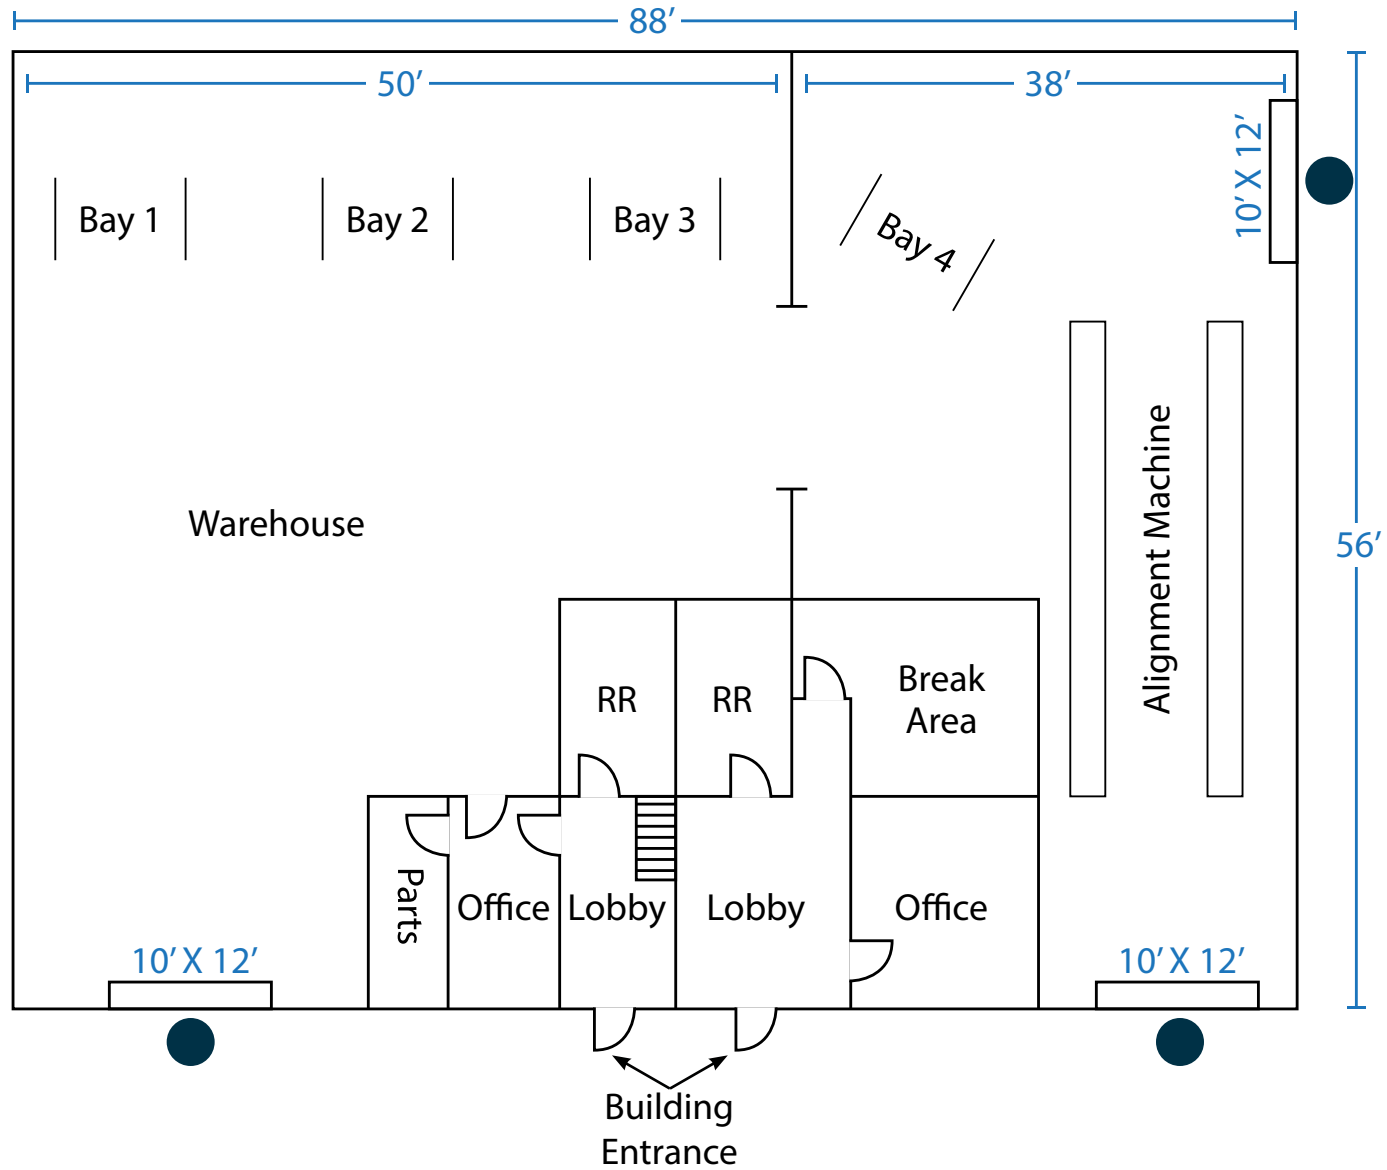 88’
50’
38’
10’ X 12’
Bay 1
Bay 2
Bay 3
Bay 4
Alignment Machine
Warehouse
56’
RR
RR
Break
Area
Parts
Office
Lobby
Lobby
Office
10’ X 12’
10’ X 12’
Building
Entrance